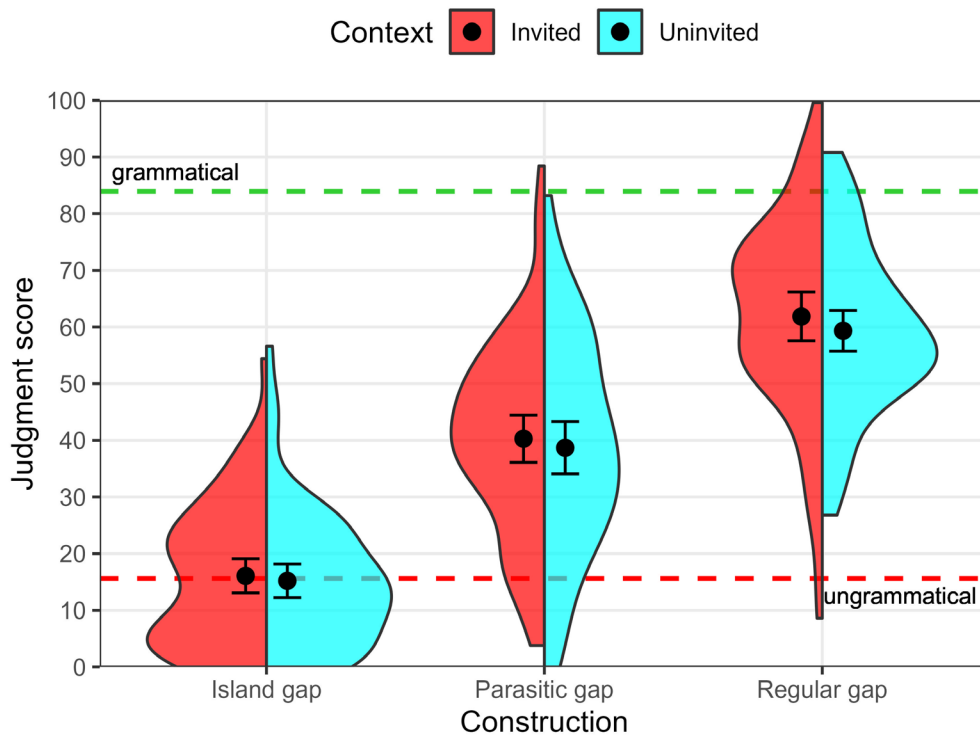 Context Invited Uninvited
100
90
80
70
60
50
40
30
20
10
0
Judgment score
grammatical
ungrammatical
Island gap Parasitic gap Regular gap
Construction